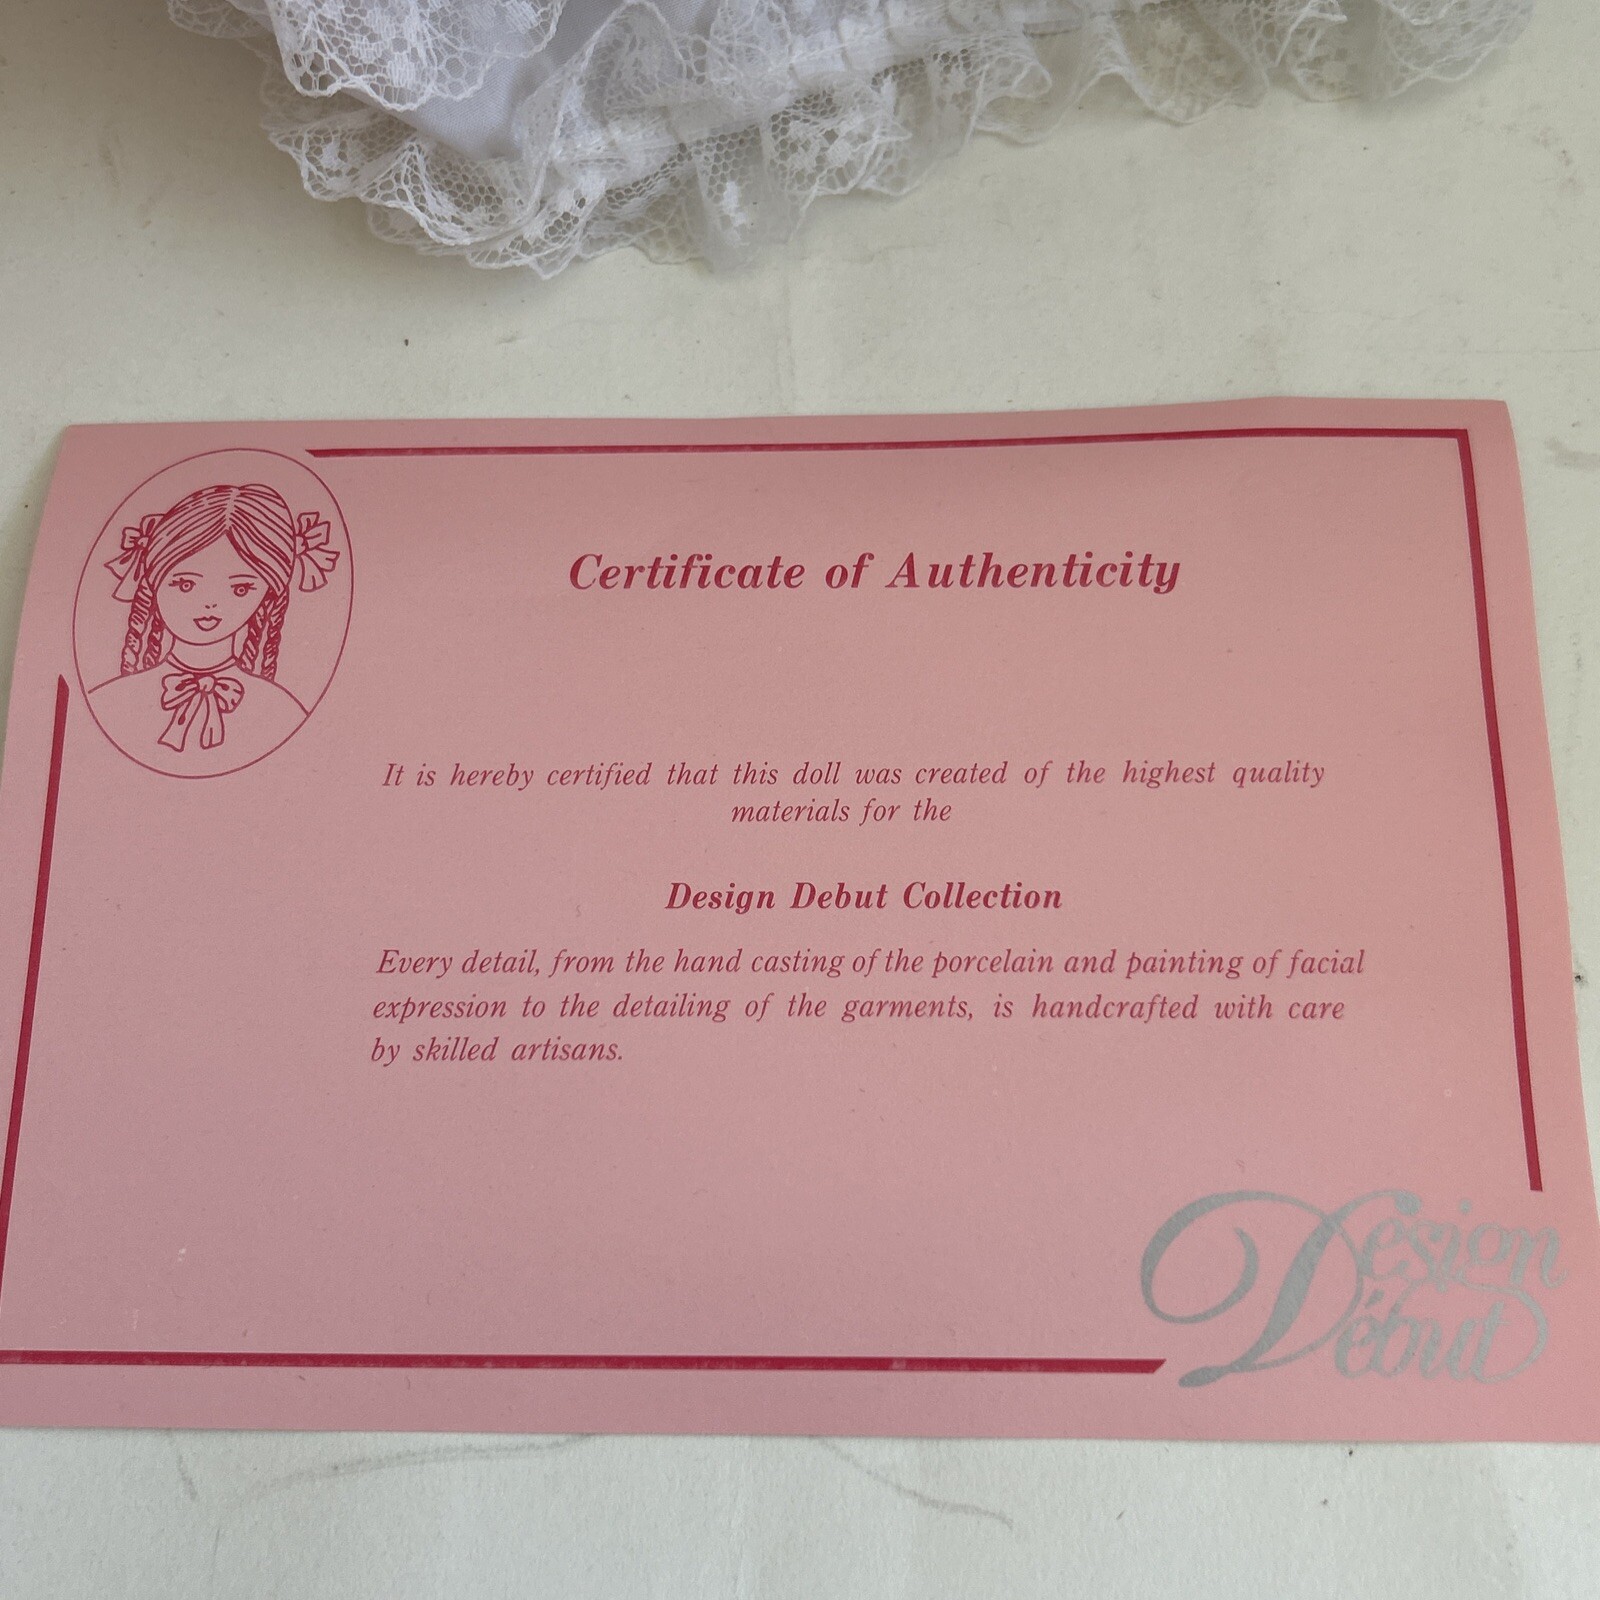 Certificate of Authenticity
It is hereby certified that this doll was created of the highest quality
materials for the
Design Debut Collection
Every detail, from the hand casting of the porcelain and painting of facial
expression to the detailing of the garments, is handcrafted with care
by skilled artisans.
Design
Début